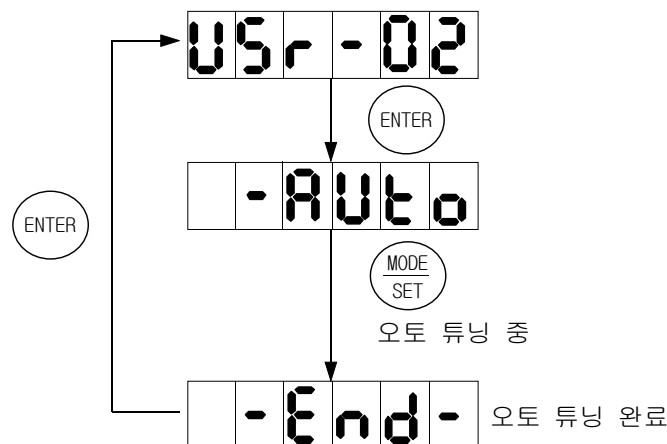 USr-02
ENTER
-AUto
ENTER
MODE
SET
오토 튜닝 중
-End-
오토 튜닝 완료